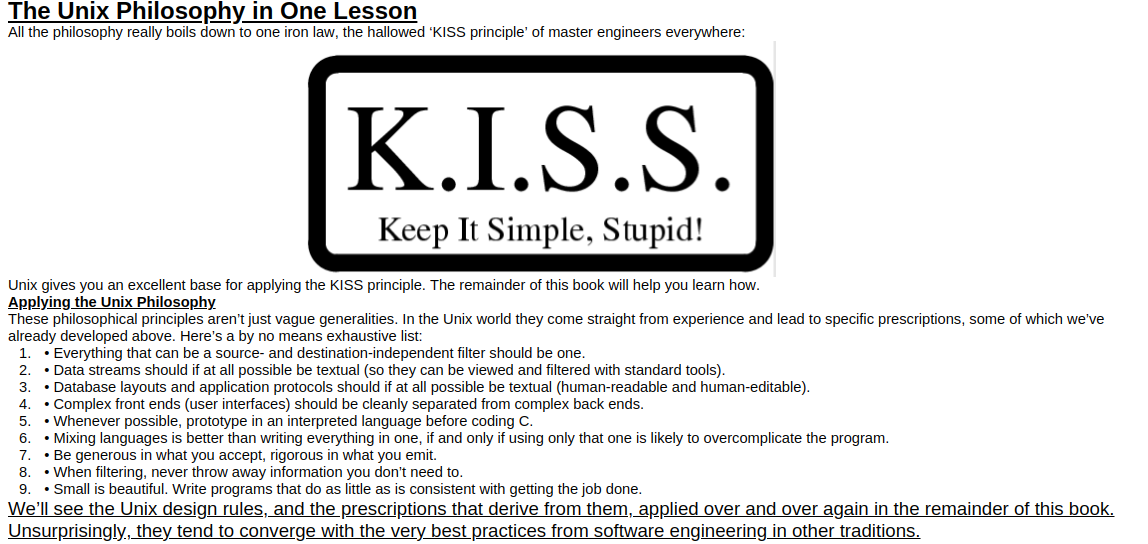 The Unix Philosophy in One Lesson
All the philosophy really boils down to one iron law, the hallowed ‘KISS principle’ of master engineers everywhere:
K.I.S.S.
Keep It Simple, Stupid!
Unix gives you an excellent base for applying the KISS principle. The remainder of this book will help you learn how.
Applying the Unix Philosophy
These philosophical principles aren’t just vague generalities. In the Unix world they come straight from experience and lead to specific prescriptions, some of which we’ve
already developed above. Here’s a by no means exhaustive list:
1. • Everything that can be a source- and destination-independent filter should be one.
2. • Data streams should if at all possible be textual (so they can be viewed and filtered with standard tools).
3. • Database layouts and application protocols should if at all possible be textual (human-readable and human-editable).
4. • Complex front ends (user interfaces) should be cleanly separated from complex back ends.
5. • Whenever possible, prototype in an interpreted language before coding C.
6. • Mixing languages is better than writing everything in one, if and only if using only that one is likely to overcomplicate the program.
7. • Be generous in what you accept, rigorous in what you emit.
8. • When filtering, never throw away information you don’t need to.
9. • Small is beautiful. Write programs that do as little as is consistent with getting the job done.
We’ll see the Unix design rules, and the prescriptions that derive from them, applied over and over again in the remainder of this book.
Unsurprisingly, they tend to converge with the very best practices from software engineering in other traditions.